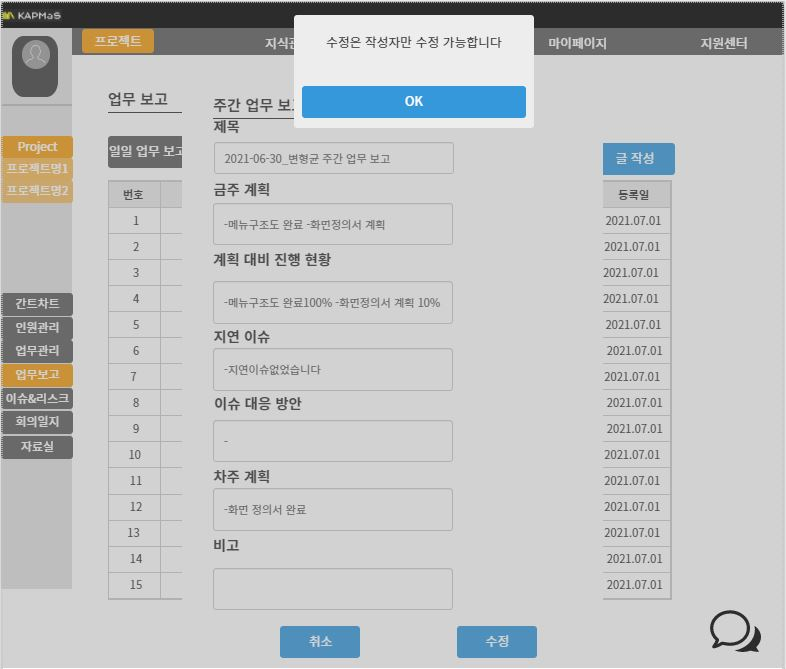 KAPMaS
프로젝트
지식관
마이페이지
지원센터
수정은 작성자만 수정 가능합니다
OK
업무 보고
주간 업무 보고
제목
Project
프로젝트명1
프로젝트명2
일일 업무 보고
2021-06-30_변형균 주간 업무 보고
글 작성
번호
등록일
금주 계획
-메뉴구조도 완료 -화면정의서 계획
계획 대비 진행 현황
-메뉴구조도 완료100% -화면정의서 계획 10%
지연 이슈
-지연이슈없었습니다
이슈 대응 방안
-
차주 계획
-화면 정의서 완료
비고
1 2021.07.01
2 2021.07.01
3 2021.07.01
4 2021.07.01
5 2021.07.01
6 2021.07.01
7 2021.07.01
8 2021.07.01
9 2021.07.01
10 2021.07.01
11 2021.07.01
12 2021.07.01
13 2021.07.01
14 2021.07.01
15 2021.07.01
간트차트
인원관리
업무관리
업무보고
이슈&리스크
회의일지
자료실
취소
수정